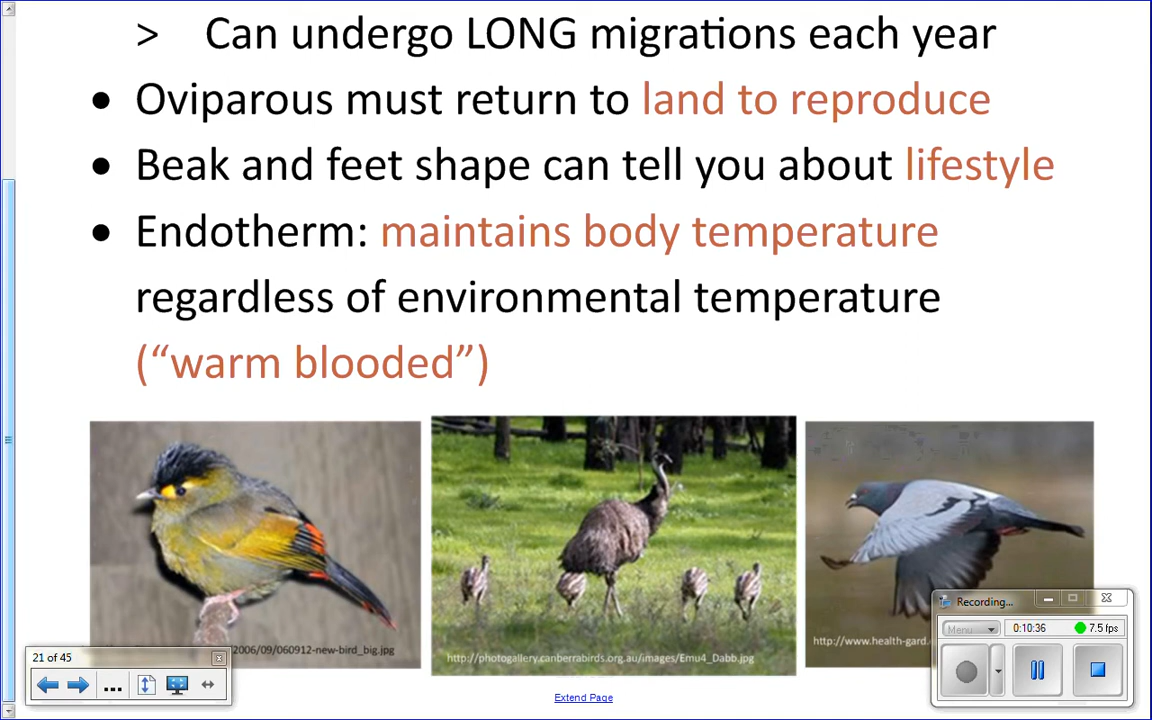 > Can undergo LONG migrations each year
• Oviparous must return to land to reproduce
• Beak and feet shape can tell you about lifestyle
• Endotherm: maintains body temperature
regardless of environmental temperature
(“warm blooded”)
2006/09/060912-new-bird_big.jpg
http://photogallery.canberrabirds.org.au/images/Emu4_Dabb.jpg
http://www.health-gard.
Recording...
Menu
0:10:36
7.5 fps
21 of 45
...
Extend Page